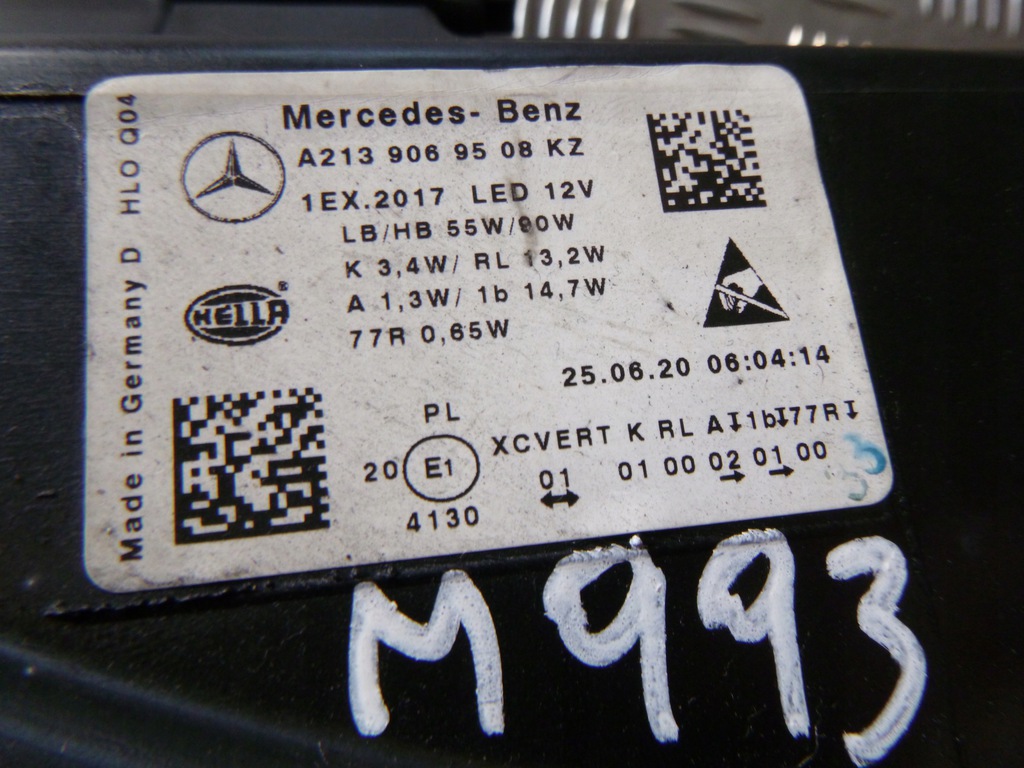 Mercedes- Benz
A213 906 95 08 KZ
1EX.2017 LED 12V
LB/HB 55W/90W
K 3,4W/ RL 13,2W
A 1,3W/ 1b 14,7W
77R 0,65W
HELLA
®
Made in Germany D HLO Q04
25.06.20 06:04:14
PL
20 E1
4130
XCVERT K RL A↧1b↧77R↧
01 01 00 02 01 00
↔ → →
33
M993